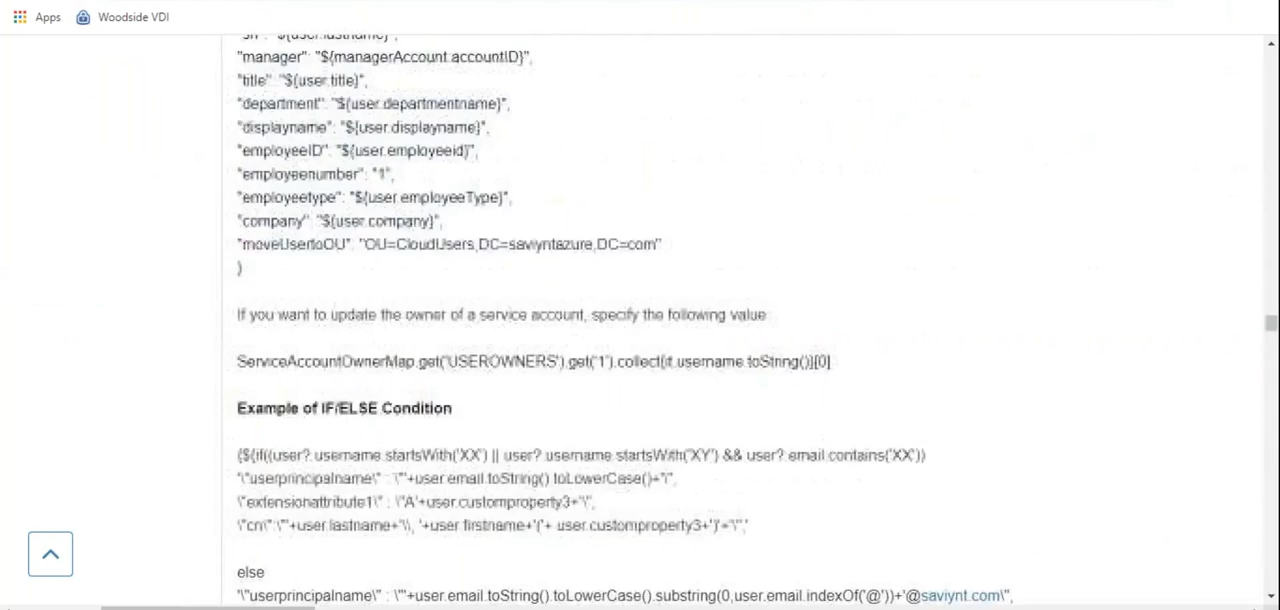 Apps Woodside VDI
"sn": "${user.lastname}",
"manager": "${managerAccount.accountID}",
"title": "${user.title}",
"department": "${user.departmentname}",
"displayname": "${user.displayname}",
"employeeID": "${user.employeeid}",
"employeenumber": "1",
"employeetype": "${user.employeeType}",
"company": "${user.company}",
"moveUsertoOU": "OU=CloudUsers,DC=saviyntazure,DC=com"
}
If you want to update the owner of a service account, specify the following value
ServiceAccountOwnerMap.get('USEROWNERS').get('1').collect{it.username.toString()}[0]
Example of IF/ELSE Condition
{${if((user?.username.startsWith('XX') || user?.username.startsWith('XY') && user?.email.contains('XX'))
'\"userprincipalname\" : \"'+user.email.toString().toLowerCase()+'\",
\"extensionattribute1\" : \"A'+user.customproperty3+'\",
\"cn\":\"'+user.lastname+'\\, '+user.firstname+'('+ user.customproperty3+')'+'\",'
else
'\"userprincipalname\" : \"'+user.email.toString().toLowerCase().substring(0,user.email.indexOf('@'))+'@saviynt.com\",